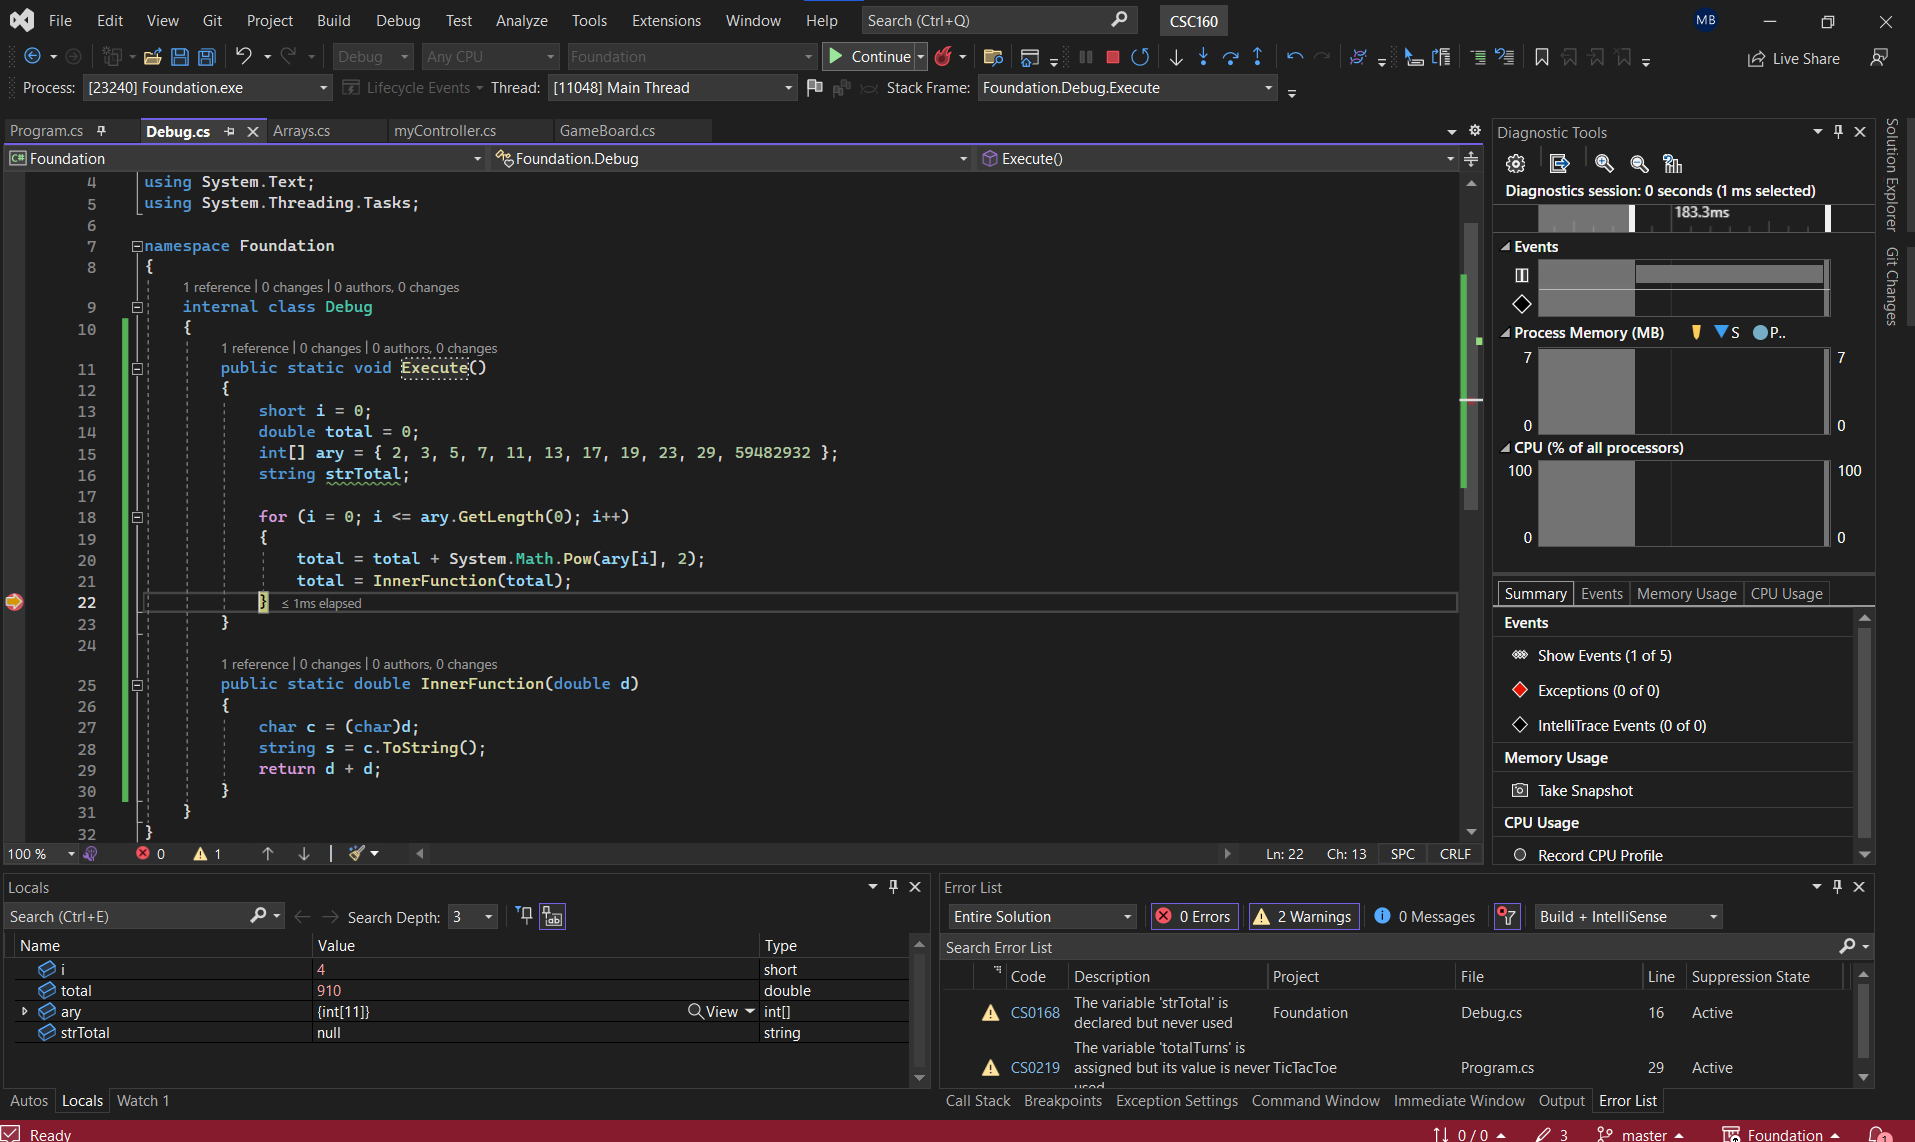 File Edit View Git Project Build Debug Test Analyze Tools Extensions Window Help Search (Ctrl+Q) CSC160 MB
Debug Any CPU Foundation Continue Live Share
Process: [23240] Foundation.exe Lifecycle Events Thread: [11048] Main Thread Stack Frame: Foundation.Debug.Execute
Program.cs Debug.cs Arrays.cs myController.cs GameBoard.cs
C# Foundation Foundation.Debug Execute()
4 using System.Text;
5 using System.Threading.Tasks;
6
7 namespace Foundation
8 {
1 reference | 0 changes | 0 authors, 0 changes
9 internal class Debug
10 {
1 reference | 0 changes | 0 authors, 0 changes
11 public static void Execute()
12 {
13 short i = 0;
14 double total = 0;
15 int[] ary = { 2, 3, 5, 7, 11, 13, 17, 19, 23, 29, 59482932 };
16 string strTotal;
17
18 for (i = 0; i <= ary.GetLength(0); i++)
19 {
20 total = total + System.Math.Pow(ary[i], 2);
21 total = InnerFunction(total);
22 } ≤ 1ms elapsed
23 }
24
1 reference | 0 changes | 0 authors, 0 changes
25 public static double InnerFunction(double d)
26 {
27 char c = (char)d;
28 string s = c.ToString();
29 return d + d;
30 }
31 }
32 }
100 % 0 1 Ln: 22 Ch: 13 SPC CRLF
Diagnostic Tools
Diagnostics session: 0 seconds (1 ms selected)
183.3ms
Events
Process Memory (MB) S P..
7 7
0 0
CPU (% of all processors)
100 100
0 0
Summary Events Memory Usage CPU Usage
Events
Show Events (1 of 5)
Exceptions (0 of 0)
IntelliTrace Events (0 of 0)
Memory Usage
Take Snapshot
CPU Usage
Record CPU Profile
Solution Explorer
Git Changes
Locals
Search (Ctrl+E) Search Depth: 3
Name Value Type
i 4 short
total 910 double
ary {int[11]} View int[]
strTotal null string
Autos Locals Watch 1
Error List
Entire Solution 0 Errors 2 Warnings 0 Messages Build + IntelliSense
Search Error List
Code Description Project File Line Suppression State
CS0168 The variable 'strTotal' is declared but never used Foundation Debug.cs 16 Active
CS0219 The variable 'totalTurns' is assigned but its value is never used TicTacToe Program.cs 29 Active
Call Stack Breakpoints Exception Settings Command Window Immediate Window Output Error List
Ready 0 / 0 3 master Foundation 1